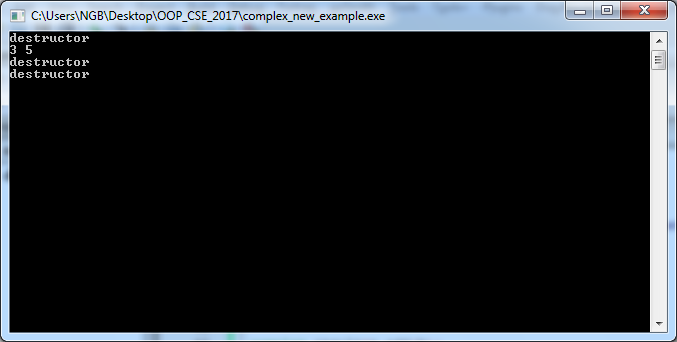 C:\Users\NGB\Desktop\OOP_CSE_2017\complex_new_example.exe
destructor
3 5
destructor
destructor